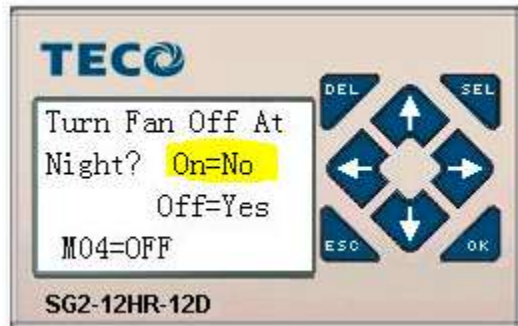 TECO
DEL
SEL
Turn Fan Off At
Night? On=No
Off=Yes
M04=OFF
ESC
OK
SG2-12HR-12D